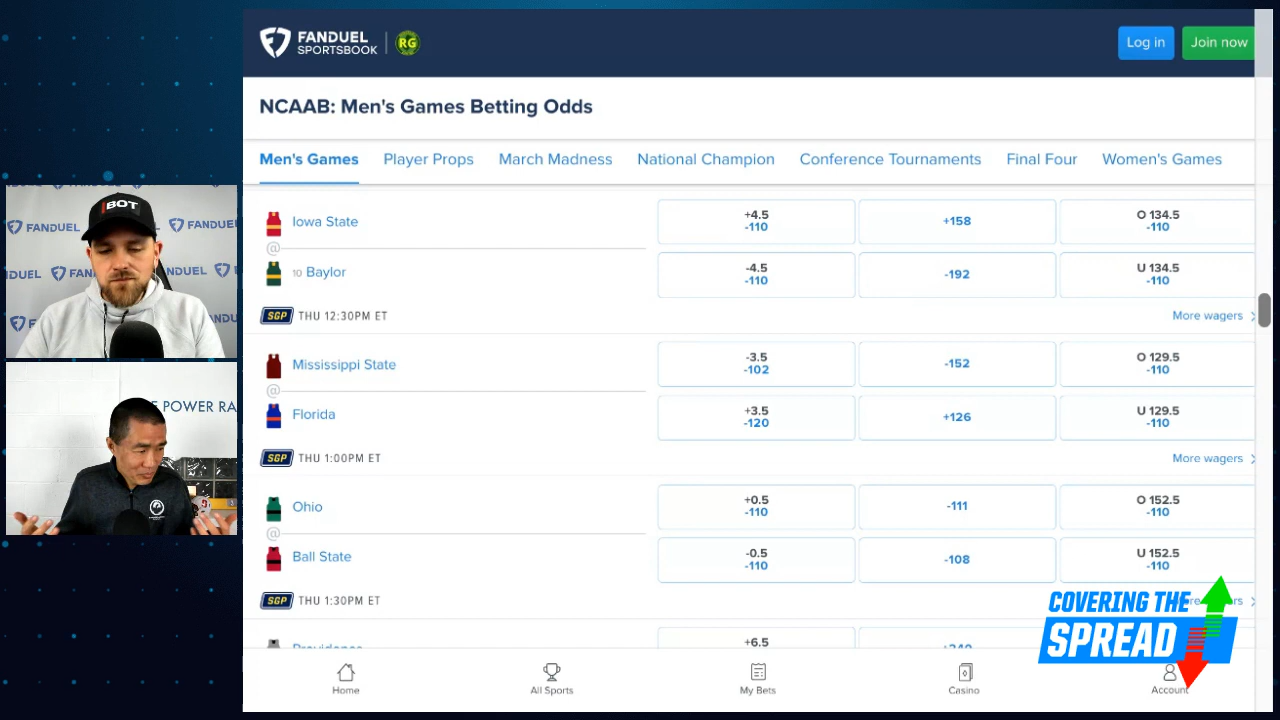 FANDUEL
SPORTSBOOK
RG
Log in
Join now
NCAAB: Men's Games Betting Odds
Men's Games
Player Props
March Madness
National Champion
Conference Tournaments
Final Four
Women's Games
Iowa State
+4.5
-110
+158
O 134.5
-110
@
10 Baylor
-4.5
-110
-192
U 134.5
-110
SGP THU 12:30PM ET
More wagers
Mississippi State
-3.5
-102
-152
O 129.5
-110
@
Florida
+3.5
-120
+126
U 129.5
-110
SGP THU 1:00PM ET
More wagers
Ohio
+0.5
-110
-111
O 152.5
-110
@
Ball State
-0.5
-110
-108
U 152.5
-110
SGP THU 1:30PM ET
+6.5
Home
All Sports
My Bets
Casino
Account
COVERING THE
SPREAD
BOT
FANDUEL
FANDUEL
DUEL
FAN
E POWER RA